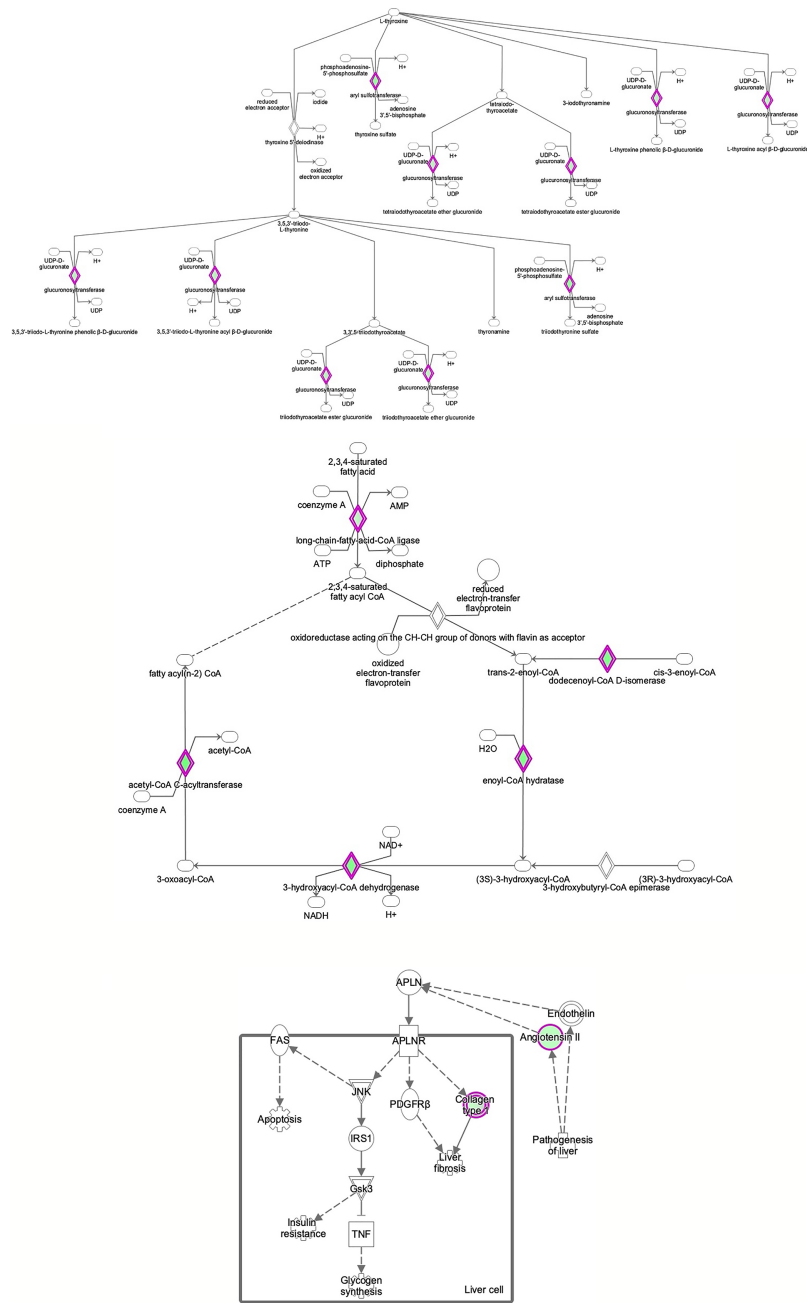 L-thyroxine
phosphoadenosine-
5'-phosphosulfate
H+
aryl sulfotransferase
adenosine
3',5'-bisphosphate
thyroxine sulfate
reduced
electron acceptor
iodide
H+
thyroxine 5'-deiodinase
oxidized
electron acceptor
tetraiodo-
thyroacetate
3-iodothyronamine
UDP-D-
glucuronate
H+
glucuronosyltransferase
UDP
L-thyroxine phenolic β-D-glucuronide
UDP-D-
glucuronate
H+
glucuronosyltransferase
UDP
L-thyroxine acyl β-D-glucuronide
UDP-D-
glucuronate
H+
glucuronosyltransferase
UDP
tetraiodothyroacetate ether glucuronide
UDP-D-
glucuronate
glucuronosyltransferase
UDP
tetraiodothyroacetate ester glucuronide
3,5,3'-triiodo-
L-thyronine
UDP-D-
glucuronate
H+
glucuronosyltransferase
UDP
3,5,3'-triiodo-L-thyronine phenolic β-D-glucuronide
UDP-D-
glucuronate
glucuronosyltransferase
H+
UDP
3,5,3'-triiodo-L-thyronine acyl β-D-glucuronide
3,3',5-triiodothyroacetate
thyronamine
phosphoadenosine-
5'-phosphosulfate
H+
aryl sulfotransferase
adenosine
3',5'-bisphosphate
triiodothyronine sulfate
UDP-D-
glucuronate
glucuronosyltransferase
UDP
triiodothyroacetate ester glucuronide
UDP-D-
glucuronate
H+
glucuronosyltransferase
UDP
triiodothyroacetate ether glucuronide
2,3,4-saturated
fatty acid
coenzyme A
AMP
long-chain-fatty-acid-CoA ligase
ATP
diphosphate
2,3,4-saturated
fatty acyl CoA
reduced
electron-transfer
flavoprotein
oxidoreductase acting on the CH-CH group of donors with flavin as acceptor
oxidized
electron-transfer
flavoprotein
fatty acyl(n-2) CoA
trans-2-enoyl-CoA
dodecenoyl-CoA D-isomerase
cis-3-enoyl-CoA
acetyl-CoA
H2O
acetyl-CoA C-acyltransferase
enoyl-CoA hydratase
coenzyme A
NAD+
3-oxoacyl-CoA
3-hydroxyacyl-CoA dehydrogenase
(3S)-3-hydroxyacyl-CoA
3-hydroxybutyryl-CoA epimerase
(3R)-3-hydroxyacyl-CoA
NADH
H+
APLN
Endothelin
Angiotensin II
FAS
APLNR
JNK
PDGFRβ
Collagen
type I
Apoptosis
IRS1
Liver
fibrosis
Pathogenesis
of liver
Gsk3
Insulin
resistance
TNF
Glycogen
synthesis
Liver cell